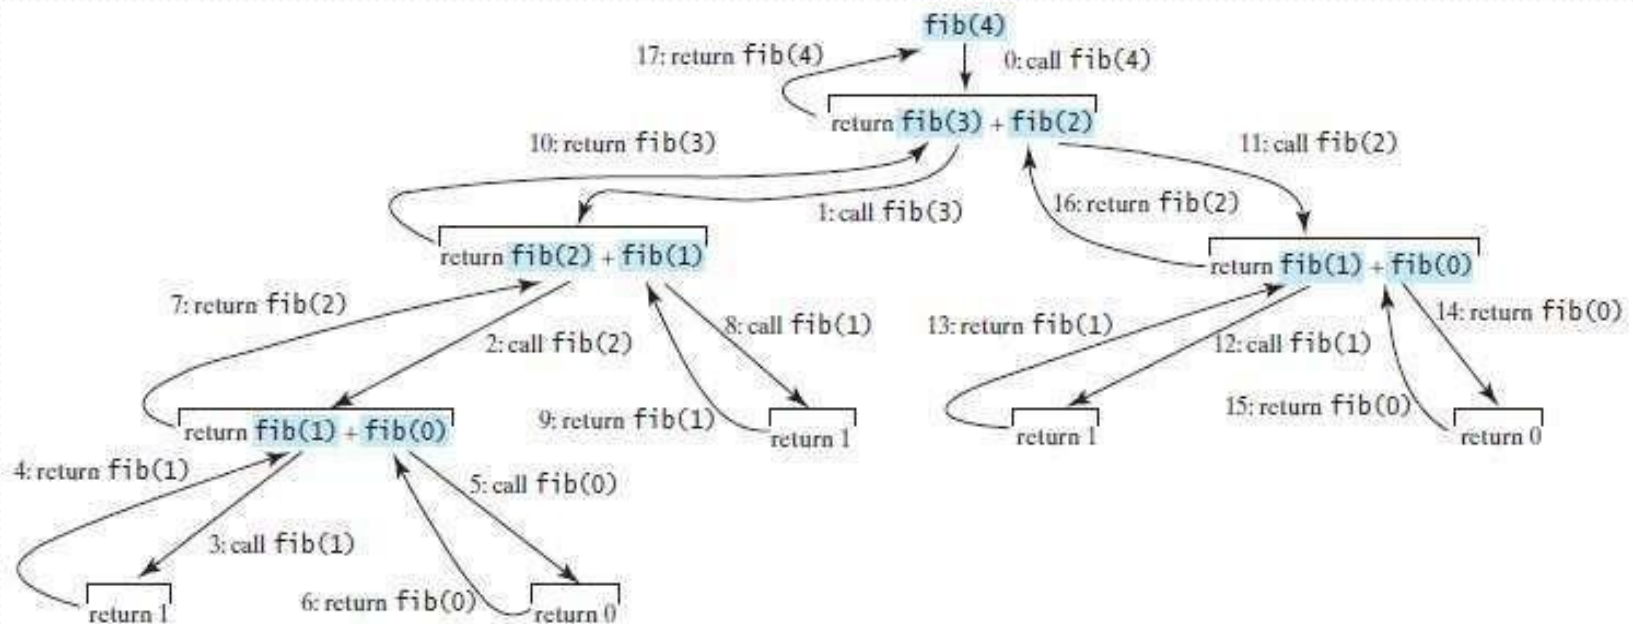 fib(4)
17: return fib(4)
0: call fib(4)
return fib(3) + fib(2)
10: return fib(3)
11: call fib(2)
1: call fib(3)
16: return fib(2)
return fib(2) + fib(1)
return fib(1) + fib(0)
7: return fib(2)
2: call fib(2)
8: call fib(1)
13: return fib(1)
12: call fib(1)
14: return fib(0)
9: return fib(1)
15: return fib(0)
return fib(1) + fib(0)
return 1
return 1
return 0
4: return fib(1)
5: call fib(0)
3: call fib(1)
6: return fib(0)
return 1
return 0